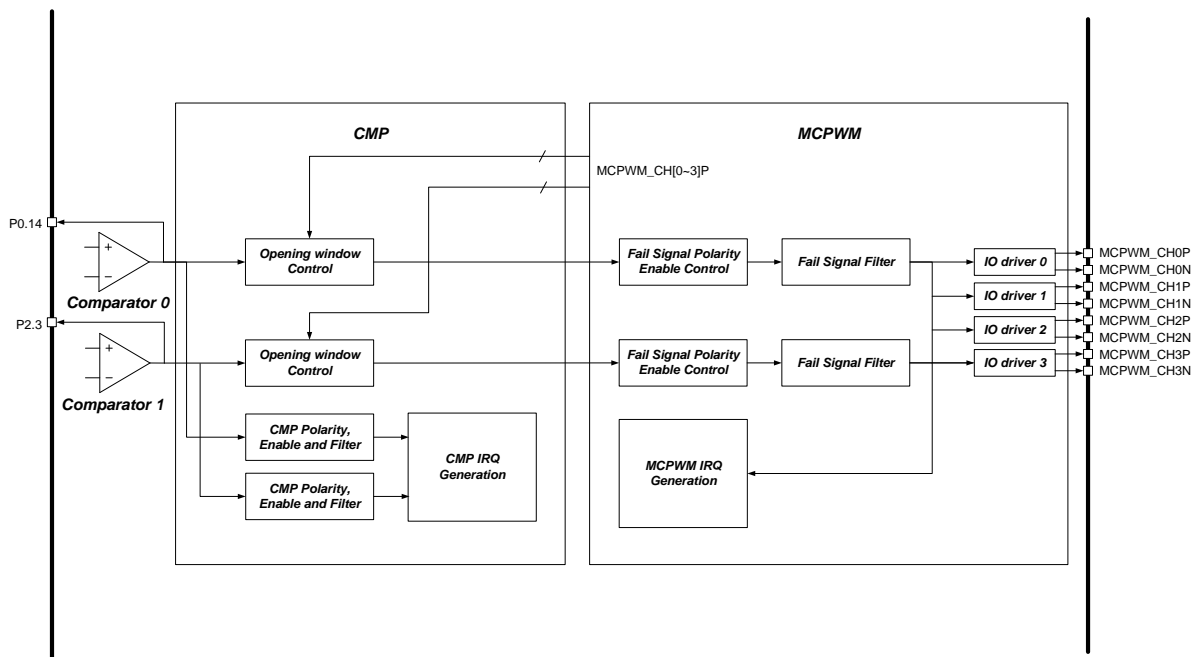 CMP
MCPWM
MCPWM_CH[0~3]P
P0.14
+
−
Comparator 0
Opening window
Control
Fail Signal Polarity
Enable Control
Fail Signal Filter
IO driver 0
MCPWM_CH0P
MCPWM_CH0N
IO driver 1
MCPWM_CH1P
MCPWM_CH1N
P2.3
+
−
Comparator 1
Opening window
Control
Fail Signal Polarity
Enable Control
Fail Signal Filter
IO driver 2
MCPWM_CH2P
MCPWM_CH2N
IO driver 3
MCPWM_CH3P
MCPWM_CH3N
CMP Polarity,
Enable and Filter
CMP Polarity,
Enable and Filter
CMP IRQ
Generation
MCPWM IRQ
Generation